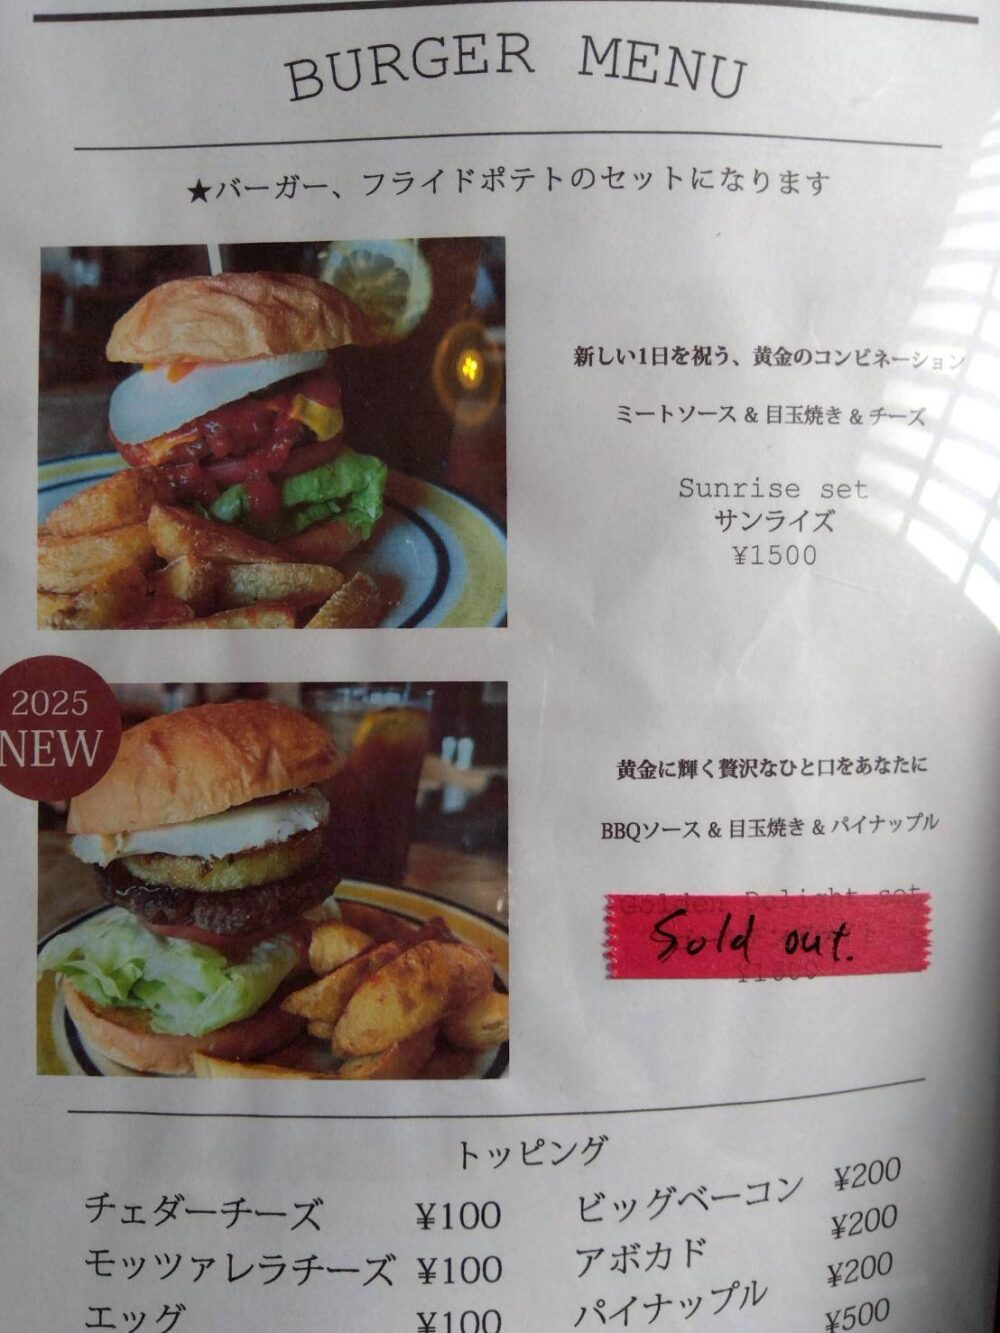 BURGER MENU
★バーガー、フライドポテトのセットになります
新しい1日を祝う、黄金のコンビネーション
ミートソース & 目玉焼き & チーズ
Sunrise set
サンライズ
¥1500
2025
NEW
黄金に輝く贅沢なひと口をあなたに
BBQソース & 目玉焼き & パイナップル
Golden Delight set
Sold out.
トッピング
チェダーチーズ ¥100
モッツァレラチーズ ¥100
エッグ ¥100
ビッグベーコン ¥200
アボカド ¥200
パイナップル ¥200
¥500